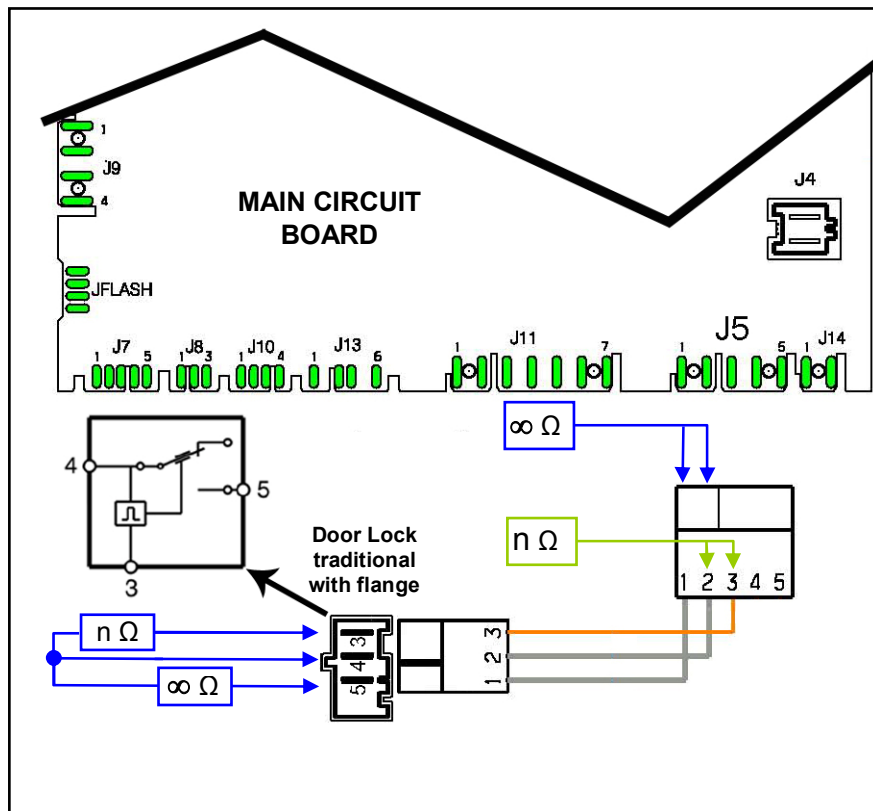 1
J9
4
MAIN CIRCUIT
BOARD
J4
JFLASH
J7
1 5
J8
1 3
J10
1 4
J13
1 6
J11
1 7
J5
1 5
J14
1
∞ Ω
4
5
3
n Ω
Door Lock
traditional
with flange
1 2 3 4 5
n Ω
∞ Ω
3
4
5
3
2
1